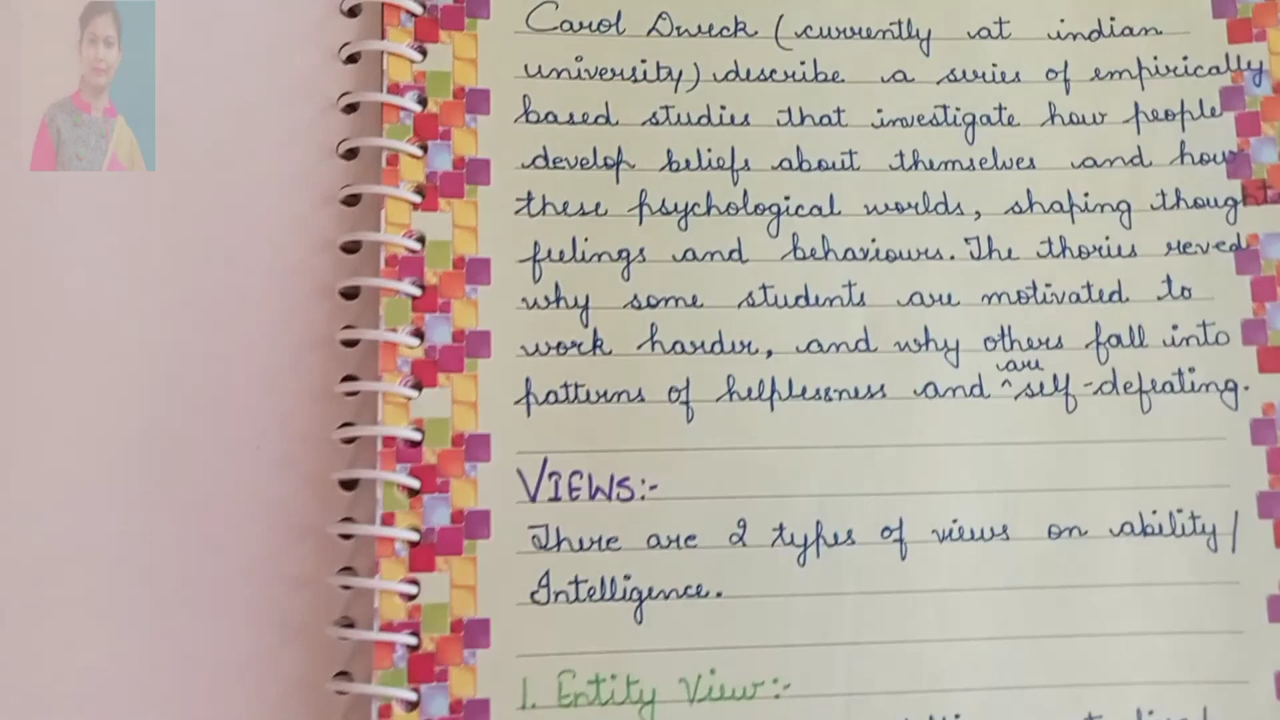 Carol Dweck (currently at indian
university) describe a series of empirically
based studies that investigate how people
develop beliefs about themselves and how
these psychological worlds, shaping thought
feelings and behaviours. The thories reveal
why some students are motivated to
work harder, and why others fall into
patterns of helplessness and ^are self-defeating.
VIEWS:-
There are 2 types of views on ability/
Intelligence.
1. Entity View:-